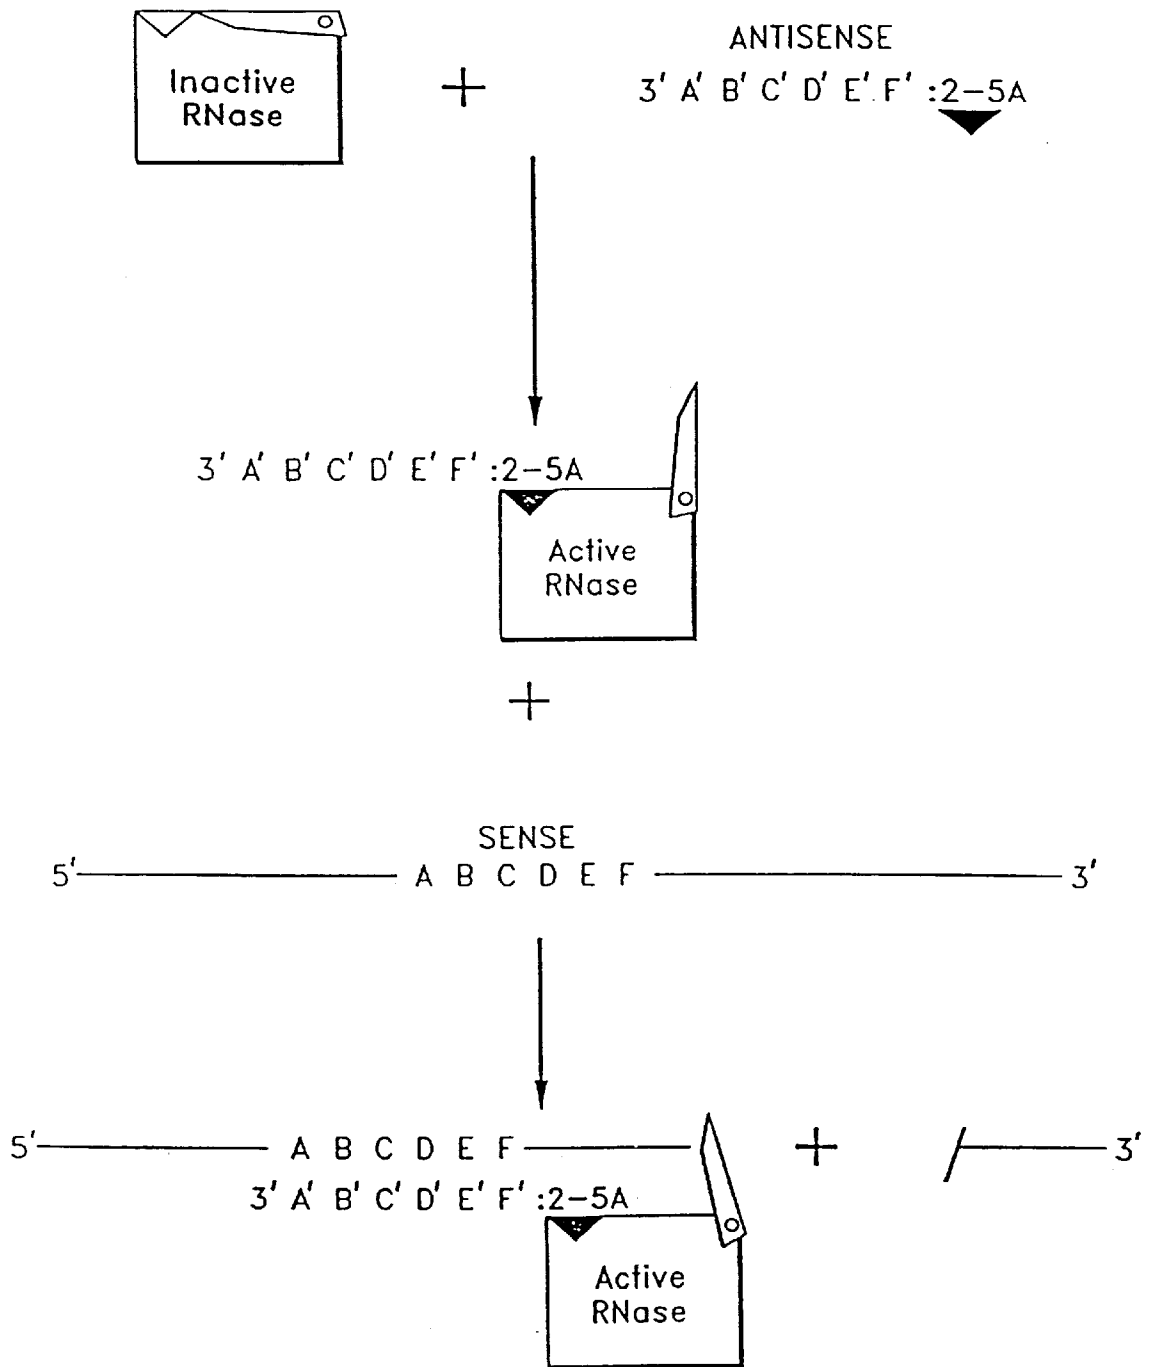 Inactive
RNase
+
ANTISENSE
3' A' B' C' D' E' F' :2-5A
3' A' B' C' D' E' F' :2-5A
Active
RNase
+
SENSE
5' A B C D E F 3'
5' A B C D E F + 3'
3' A' B' C' D' E' F' :2-5A
Active
RNase